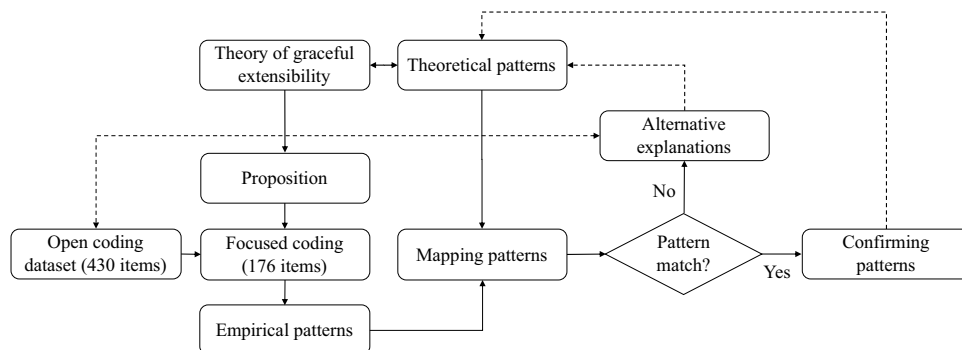 Theory of graceful
extensibility
Theoretical patterns
Alternative
explanations
Proposition
No
Open coding
dataset (430 items)
Focused coding
(176 items)
Mapping patterns
Pattern
match?
Yes
Confirming
patterns
Empirical patterns